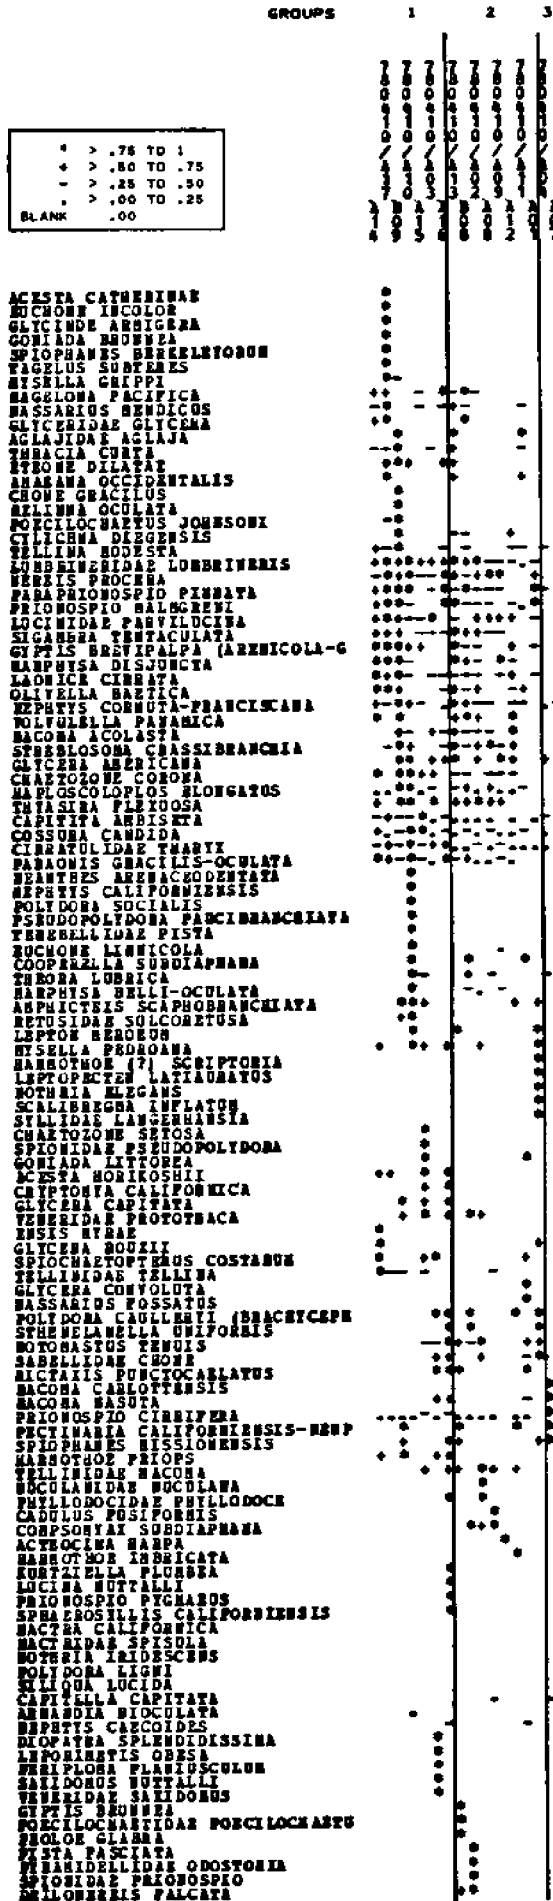 GROUPS 1 2 3
* > .75 TO 1
+ > .50 TO .75
- > .25 TO .50
. > .00 TO .25
BLANK .00
ACESTA CATHERINAE
EUCHONE INCOLOR
GLYCINDE ARMIGERA
GONIADA BRUNNEA
SPIOPHANES BERKELEYORUM
TAGELUS SUBTERES
MYSELLA GRIPPI
MAGELONA PACIFICA
NASSARIUS MENDICUS
GLYCERIDAE GLYCERA
AGLAJIDAE AGLAJA
THRACIA CURTA
ETEONE DILATAE
AMAEANA OCCIDENTALIS
CHONE GRACILUS
MELINNA OCULATA
POECILOCHAETUS JOHNSONI
CYLICHNA DIEGENSIS
TELLINA MODESTA
LUMBRINERIDAE LUMBRINERIS
NEREIS PROCERA
PARAPRIONOSPIO PINNATA
PRIONOSPIO MALMGRENI
LUCINIDAE PARVILUCINA
SIGAMBRA TENTACULATA
GYPTIS BREVIPALPA (ARENICOLA-G
MARPHYSA DISJUNCTA
LAONICE CIRRATA
OLIVELLA BAETICA
NEPHTYS CORNUTA-FRANCISCANA
VOLVULELLA PANAMICA
MACOMA ACOLASTA
STREBLOSOMA CRASSIBRANCHIA
GLYCERA AMERICANA
CHAETOZONE CORONA
HAPLOSCOLOPLOS ELONGATUS
THYASIRA FLEXUOSA
CAPITITA AMBISETA
COSSURA CANDIDA
CIRRATULIDAE THARYX
PARAONIS GRACILIS-OCULATA
NEANTHES ARENACEODENTATA
NEPHTYS CALIFORNIENSIS
POLYDORA SOCIALIS
PSEUDOPOLYDORA PAUCIBRANCHIATA
TEREBELLIDAE PISTA
EUCHONE LIMNICOLA
COOPERELLA SUBDIAPHANA
THEORA LUBRICA
MARPHYSA BELLI-OCULATA
AMPHICTEIS SCAPHOBRANCHIATA
RETUSIDAE SULCORETUSA
LEPTON MEROEUM
MYSELLA PEDROANA
HARMOTHOE (?) SCRIPTORIA
LEPTOPECTEN LATIAURATUS
NOTHRIA ELEGANS
SCALIBREGMA INFLATUM
SYLLIDAE LANGERHANSIA
CHAETOZONE SETOSA
SPIONIDAE PSEUDOPOLYDORA
GONIADA LITTOREA
ACESTA HORIKOSHII
CRYPTOMYA CALIFORNICA
GLYCERA CAPITATA
VENERIDAE PROTOTHACA
ENSIS MYRAE
GLYCERA ROUXII
SPIOCHAETOPTERUS COSTARUM
TELLINIDAE TELLINA
GLYCERA CONVOLUTA
NASSARIUS FOSSATUS
POLYDORA CAULLERYI (BRACHYCEPH
STHENELANELLA UNIFORMIS
NOTOMASTUS TENUIS
SABELLIDAE CHONE
RICTAXIS PUNCTOCAELATUS
MACOMA CARLOTTENSIS
MACOMA NASUTA
PRIONOSPIO CIRRIFERA
PECTINARIA CALIFORNIENSIS-NEWP
SPIOPHANES MISSIONENSIS
HARMOTHOE PRIOPS
TELLINIDAE MACOMA
NUCULANIDAE NUCULANA
PHYLLODOCIDAE PHYLLODOCE
CADULUS FUSIFORMIS
COMPSOMYAX SUBDIAPHANA
ACTEOCINA HARPA
HARMOTHOE IMBRICATA
KURTZIELLA PLUMBEA
LUCINA NUTTALLI
PRIONOSPIO PYGMAEUS
SPHAEROSYLLIS CALIFORNIENSIS
MACTRA CALIFORNICA
MACTRIDAE SPISULA
NOTHRIA IRIDESCENS
POLYDORA LIGNI
SILIQUA LUCIDA
CAPITELLA CAPITATA
ARMANDIA BIOCULATA
NEPHTYS CAECOIDES
DIOPATRA SPLENDIDISSIMA
LEPORIMETIS OBESA
PERIPLOMA PLANIUSCULUM
SAXIDOMUS NUTTALLI
VENERIDAE SAXIDOMUS
GYPTIS BRUNNEA
POECILOCHAETIDAE POECILOCHAETU
PHOLOE GLABRA
PISTA FASCIATA
PYRAMIDELLIDAE ODOSTOMIA
SPIONIDAE PRIONOSPIO
DRILONEREIS FALCATA